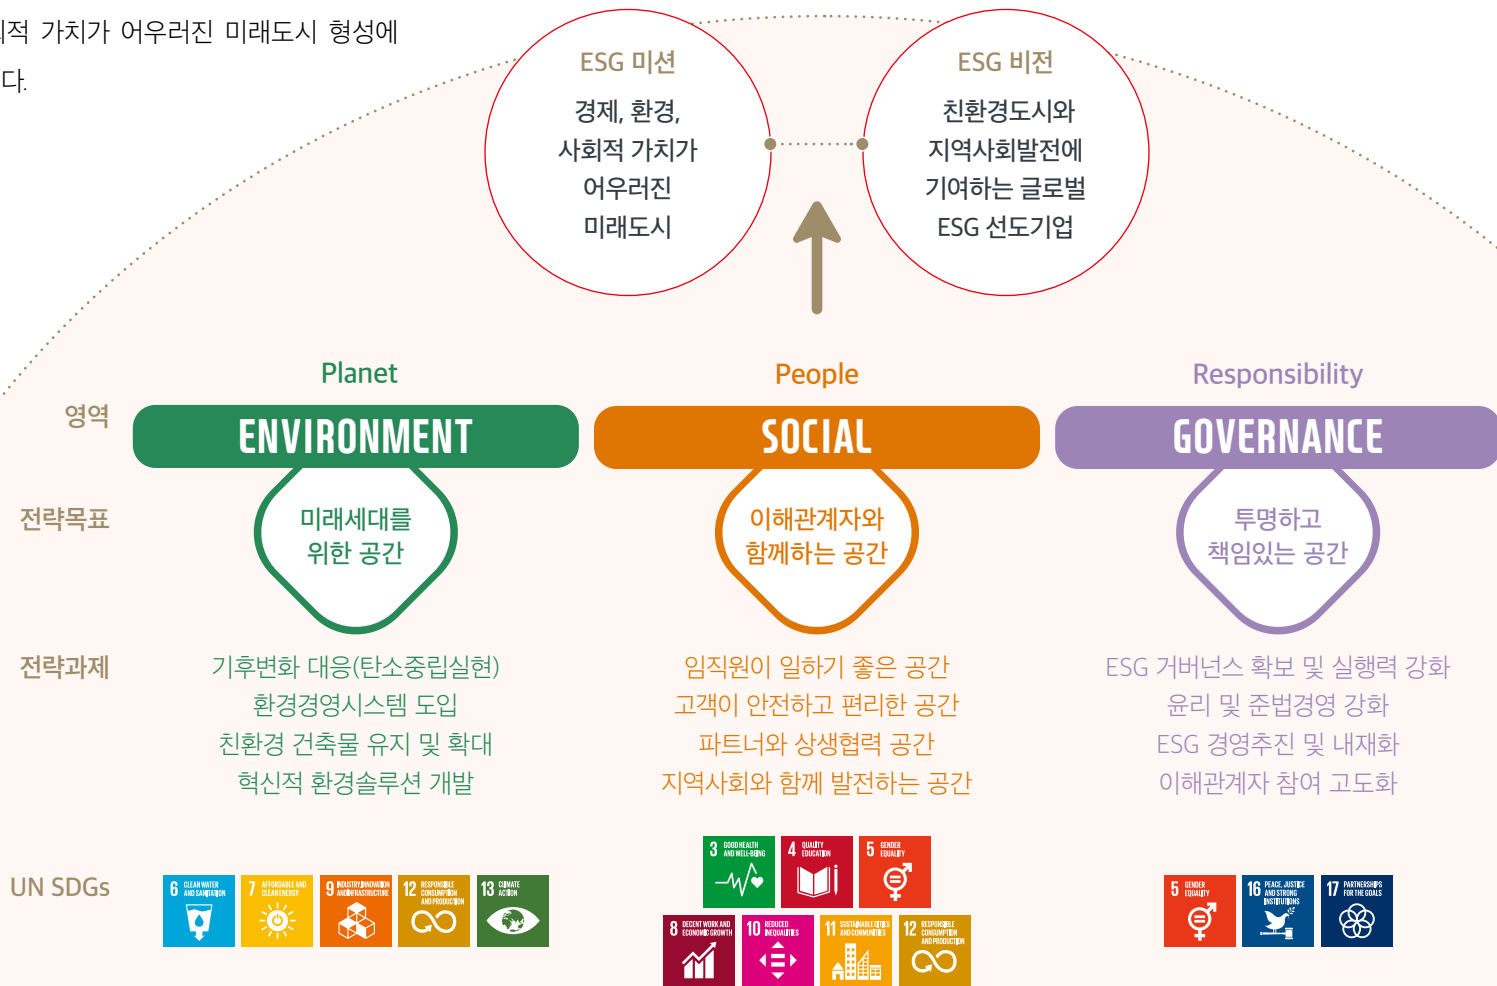 적 가치가 어우러진 미래도시 형성에
다.
ESG 미션
경제, 환경,
사회적 가치가
어우러진
미래도시
ESG 비전
친환경도시와
지역사회발전에
기여하는 글로벌
ESG 선도기업
Planet
People
Responsibility
영역
ENVIRONMENT
SOCIAL
GOVERNANCE
전략목표
미래세대를
위한 공간
이해관계자와
함께하는 공간
투명하고
책임있는 공간
전략과제
기후변화 대응(탄소중립실현)
환경경영시스템 도입
친환경 건축물 유지 및 확대
혁신적 환경솔루션 개발
임직원이 일하기 좋은 공간
고객이 안전하고 편리한 공간
파트너와 상생협력 공간
지역사회와 함께 발전하는 공간
ESG 거버넌스 확보 및 실행력 강화
윤리 및 준법경영 강화
ESG 경영추진 및 내재화
이해관계자 참여 고도화
UN SDGs
6 CLEAN WATER
AND SANITATION
7 AFFORDABLE AND
CLEAN ENERGY
9 INDUSTRY, INNOVATION
AND INFRASTRUCTURE
12 RESPONSIBLE
CONSUMPTION
AND PRODUCTION
13 CLIMATE
ACTION
3 GOOD HEALTH
AND WELL-BEING
4 QUALITY
EDUCATION
5 GENDER
EQUALITY
8 DECENT WORK AND
ECONOMIC GROWTH
10 REDUCED
INEQUALITIES
11 SUSTAINABLE CITIES
AND COMMUNITIES
12 RESPONSIBLE
CONSUMPTION
AND PRODUCTION
5 GENDER
EQUALITY
16 PEACE, JUSTICE
AND STRONG
INSTITUTIONS
17 PARTNERSHIPS
FOR THE GOALS